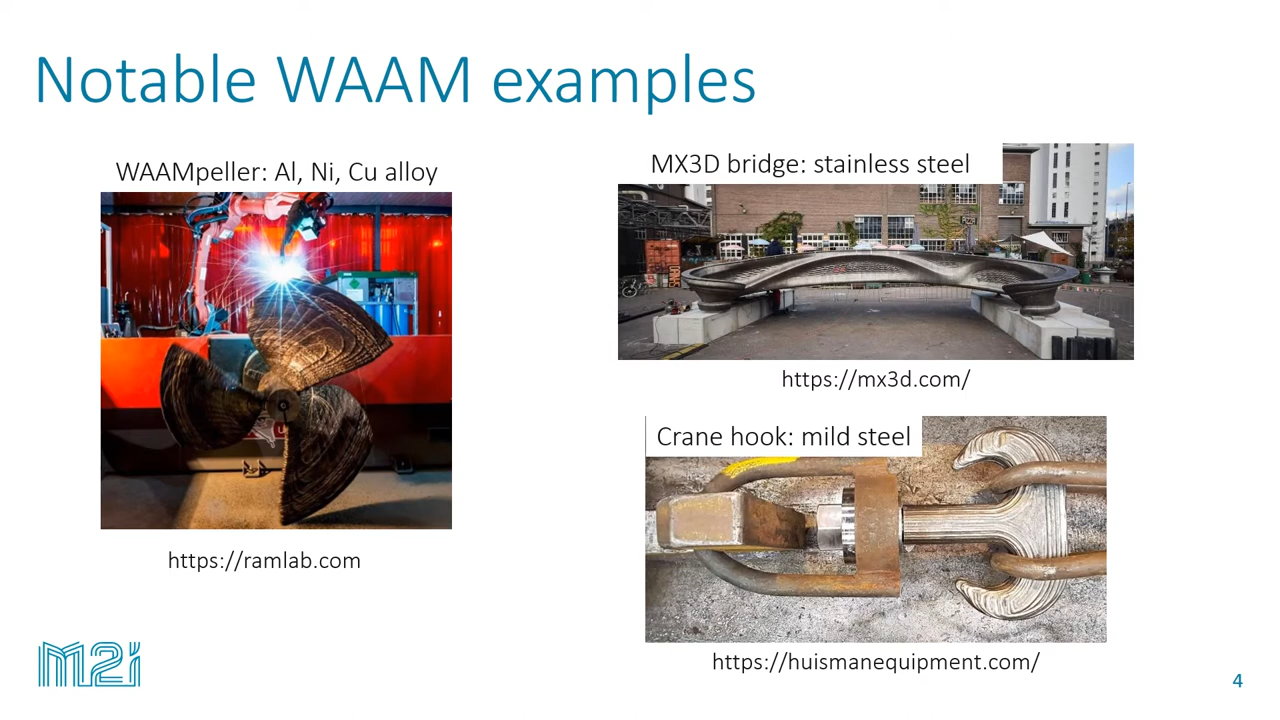 Notable WAAM examples
WAAMpeller: Al, Ni, Cu alloy
https://ramlab.com
MX3D bridge: stainless steel
https://mx3d.com/
Crane hook: mild steel
https://huismanequipment.com/
M2i
4